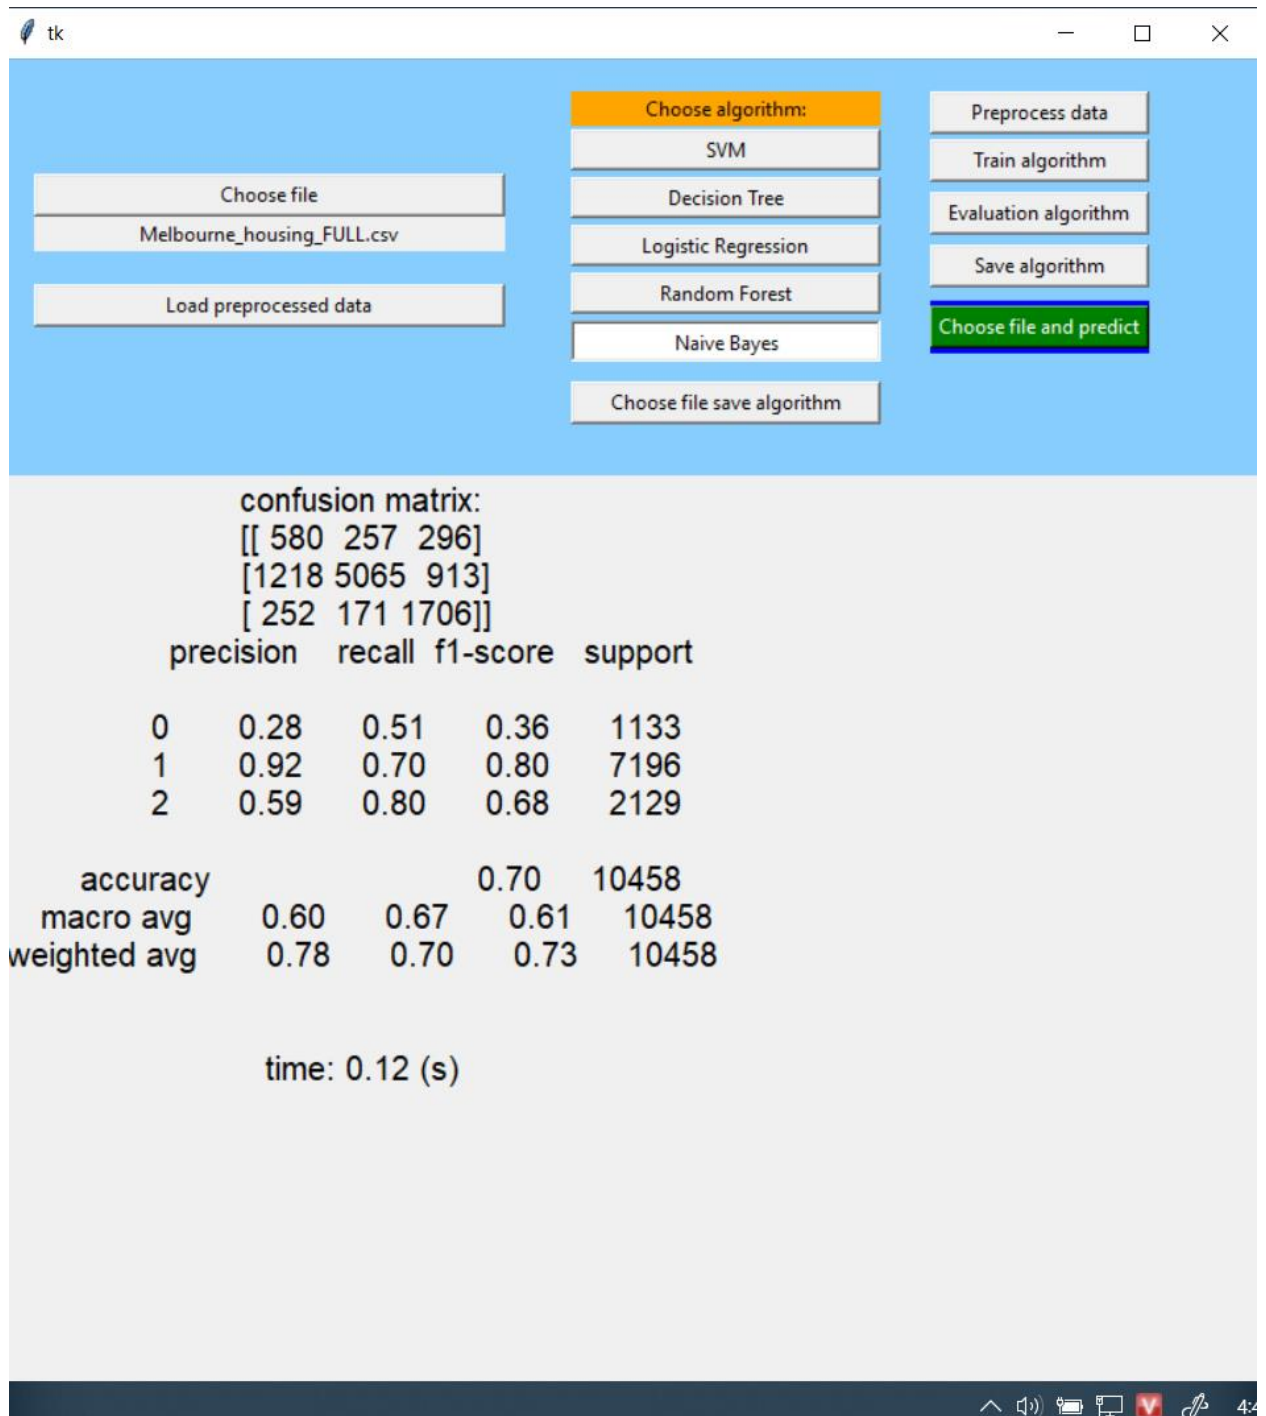 tk
Choose file
Melbourne_housing_FULL.csv
Load preprocessed data
Choose algorithm:
SVM
Decision Tree
Logistic Regression
Random Forest
Naive Bayes
Choose file save algorithm
Preprocess data
Train algorithm
Evaluation algorithm
Save algorithm
Choose file and predict
confusion matrix:
[[ 580 257 296]
[1218 5065 913]
[ 252 171 1706]]
precision recall f1-score support
0 0.28 0.51 0.36 1133
1 0.92 0.70 0.80 7196
2 0.59 0.80 0.68 2129
accuracy 0.70 10458
macro avg 0.60 0.67 0.61 10458
weighted avg 0.78 0.70 0.73 10458
time: 0.12 (s)
V